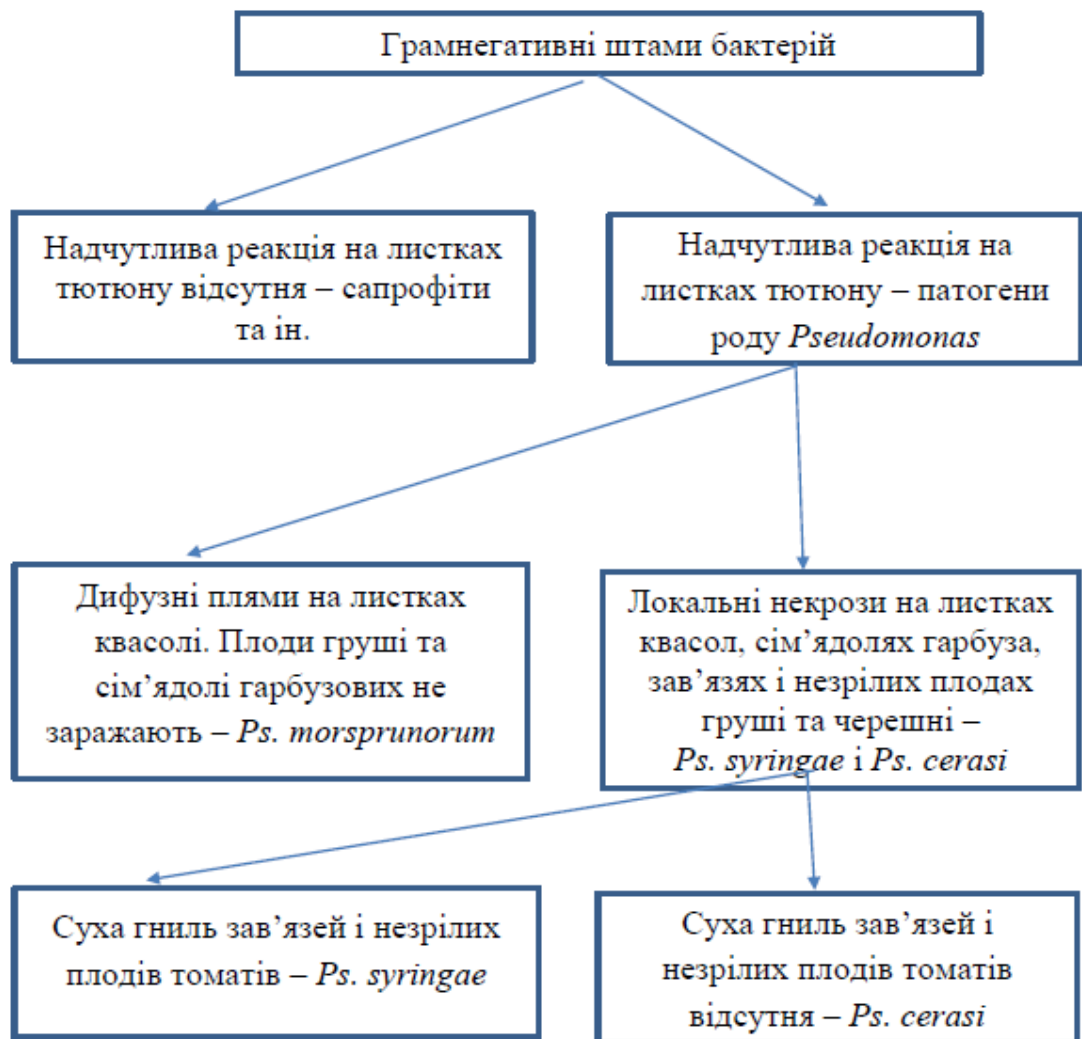 Грамнегативні штами бактерій
Надчутлива реакція на листках
тютюну відсутня – сапрофіти
та ін.
Надчутлива реакція на
листках тютюну – патогени
роду Pseudomonas
Дифузні плями на листках
квасолі. Плоди груші та
сім’ядолі гарбузових не
заражають – Ps. morsprunorum
Локальні некрози на листках
квасол, сім’ядолях гарбуза,
зав’язях і незрілих плодах
груші та черешні –
Ps. syringae і Ps. cerasi
Суха гниль зав’язей і незрілих
плодів томатів – Ps. syringae
Суха гниль зав’язей і
незрілих плодів томатів
відсутня – Ps. cerasi